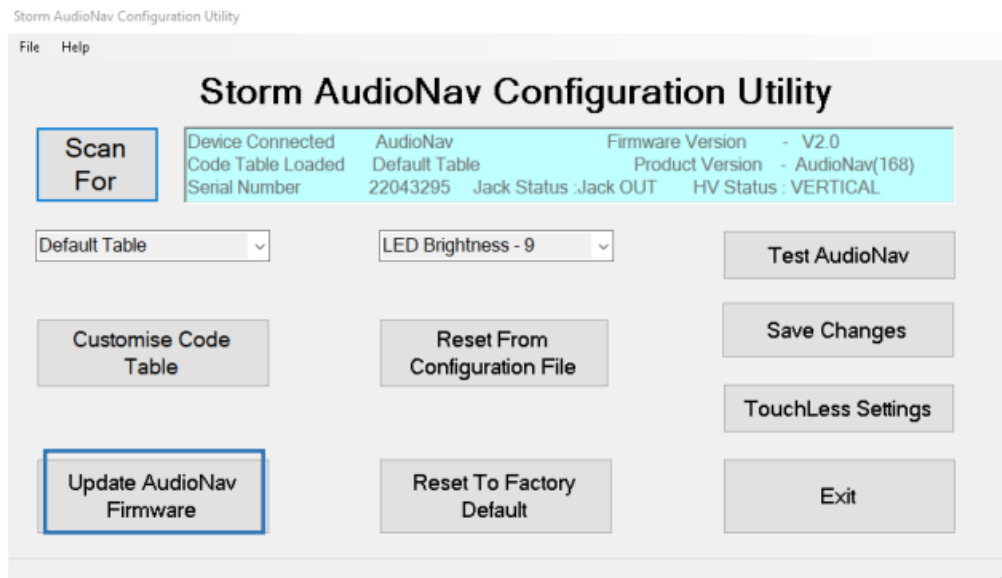 Storm AudioNav Configuration Utility
File Help
Storm AudioNav Configuration Utility
Scan
For
Device Connected AudioNav Firmware Version - V2.0
Code Table Loaded Default Table Product Version - AudioNav(168)
Serial Number 22043295 Jack Status :Jack OUT HV Status : VERTICAL
Default Table
LED Brightness - 9
Test AudioNav
Customise Code
Table
Reset From
Configuration File
Save Changes
TouchLess Settings
Update AudioNav
Firmware
Reset To Factory
Default
Exit